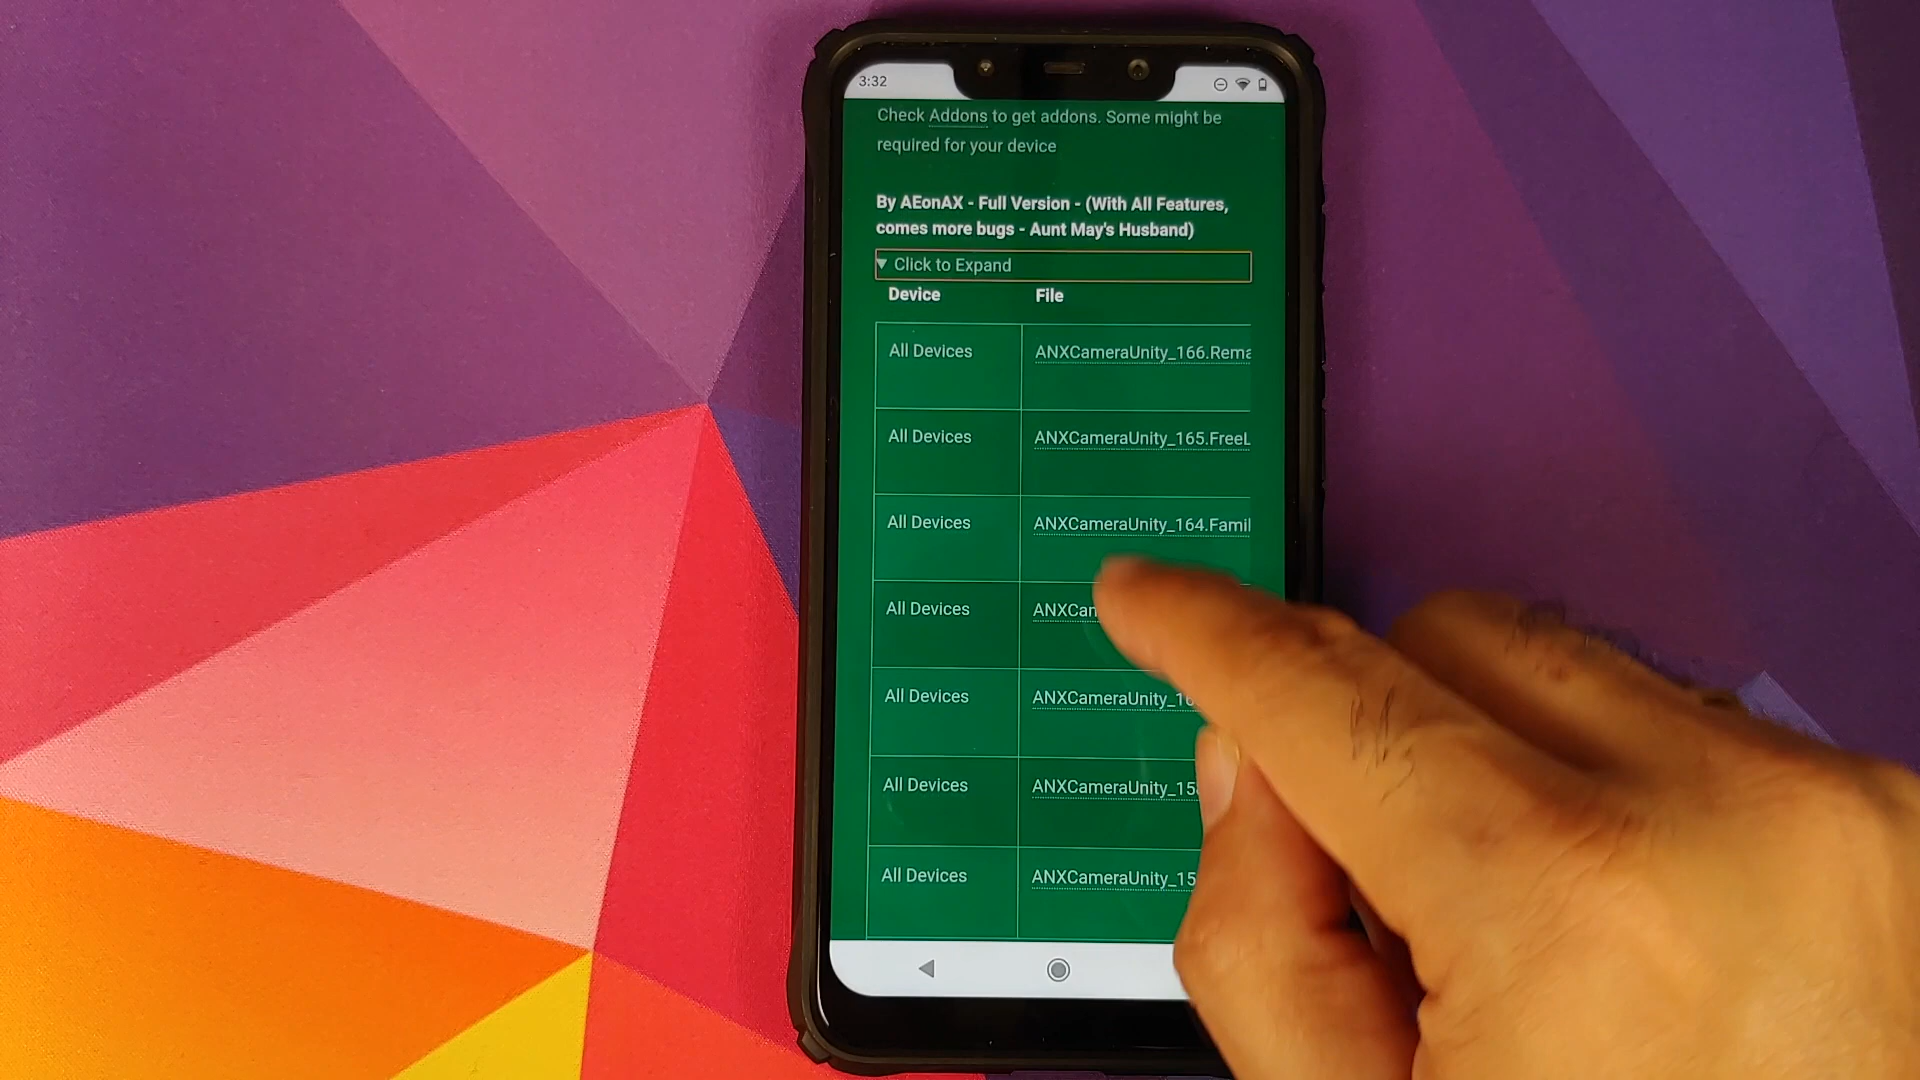 3:32
Check Addons to get addons. Some might be
required for your device
By AEonAX - Full Version - (With All Features,
comes more bugs - Aunt May's Husband)
▼ Click to Expand
Device File
All Devices ANXCameraUnity_166.Rema
All Devices ANXCameraUnity_165.FreeL
All Devices ANXCameraUnity_164.Famil
All Devices ANXCam
All Devices ANXCameraUnity_16
All Devices ANXCameraUnity_158
All Devices ANXCameraUnity_15